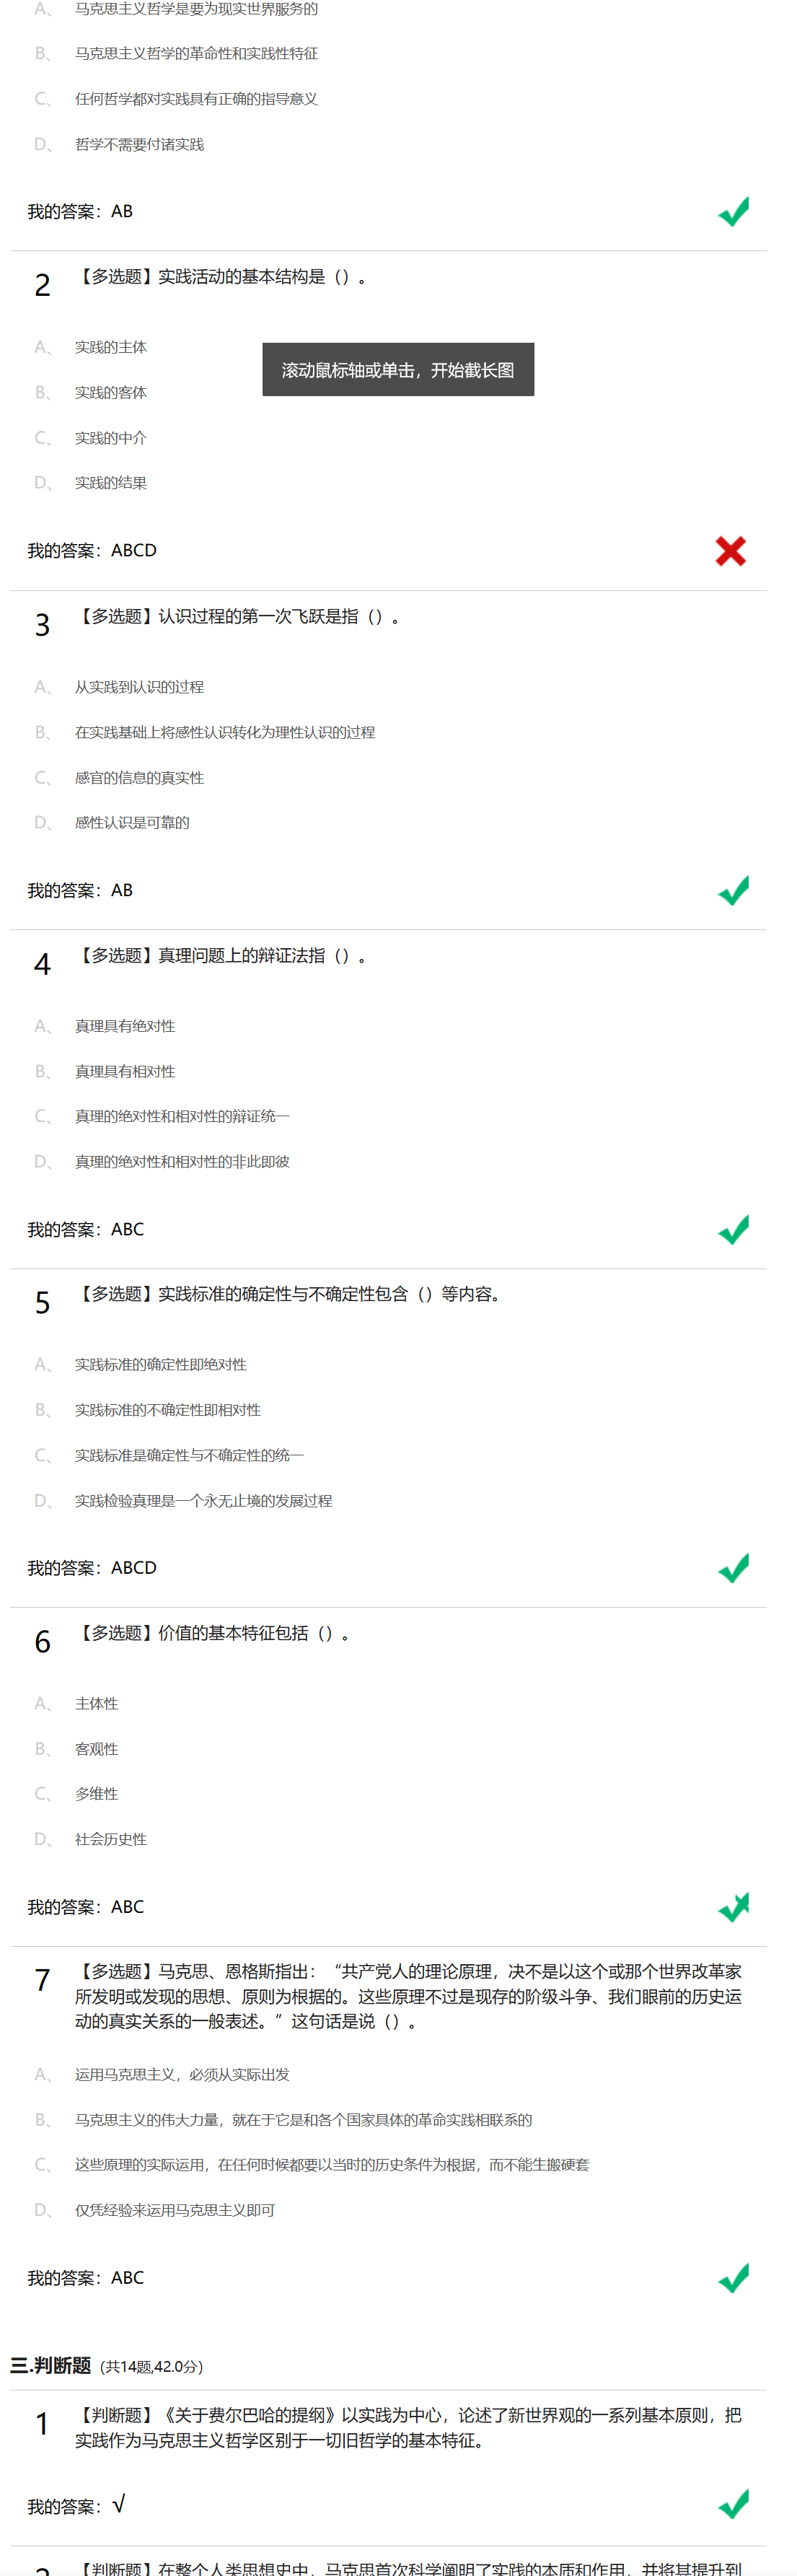 A、 马克思主义哲学是要为现实世界服务的
B、 马克思主义哲学的革命性和实践性特征
C、 任何哲学都对实践具有正确的指导意义
D、 哲学不需要付诸实践
我的答案：AB
2 【多选题】实践活动的基本结构是（）。
A、 实践的主体
滚动鼠标轴或单击，开始截长图
B、 实践的客体
C、 实践的中介
D、 实践的结果
我的答案：ABCD
3 【多选题】认识过程的第一次飞跃是指（）。
A、 从实践到认识的过程
B、 在实践基础上将感性认识转化为理性认识的过程
C、 感官的信息的真实性
D、 感性认识是可靠的
我的答案：AB
4 【多选题】真理问题上的辩证法指（）。
A、 真理具有绝对性
B、 真理具有相对性
C、 真理的绝对性和相对性的辩证统一
D、 真理的绝对性和相对性的非此即彼
我的答案：ABC
5 【多选题】实践标准的确定性与不确定性包含（）等内容。
A、 实践标准的确定性即绝对性
B、 实践标准的不确定性即相对性
C、 实践标准是确定性与不确定性的统一
D、 实践检验真理是一个永无止境的发展过程
我的答案：ABCD
6 【多选题】价值的基本特征包括（）。
A、 主体性
B、 客观性
C、 多维性
D、 社会历史性
我的答案：ABC
7 【多选题】马克思、恩格斯指出：“共产党人的理论原理，决不是以这个或那个世界改革家
所发明或发现的思想、原则为根据的。这些原理不过是现存的阶级斗争、我们眼前的历史运
动的真实关系的一般表述。”这句话是说（）。
A、 运用马克思主义，必须从实际出发
B、 马克思主义的伟大力量，就在于它是和各个国家具体的革命实践相联系的
C、 这些原理的实际运用，在任何时候都要以当时的历史条件为根据，而不能生搬硬套
D、 仅凭经验来运用马克思主义即可
我的答案：ABC
三.判断题（共14题,42.0分）
1 【判断题】《关于费尔巴哈的提纲》以实践为中心，论述了新世界观的一系列基本原则，把
实践作为马克思主义哲学区别于一切旧哲学的基本特征。
我的答案：√
2 【判断题】在整个人类思想史中，马克思首次科学阐明了实践的本质和作用，并将其提升到